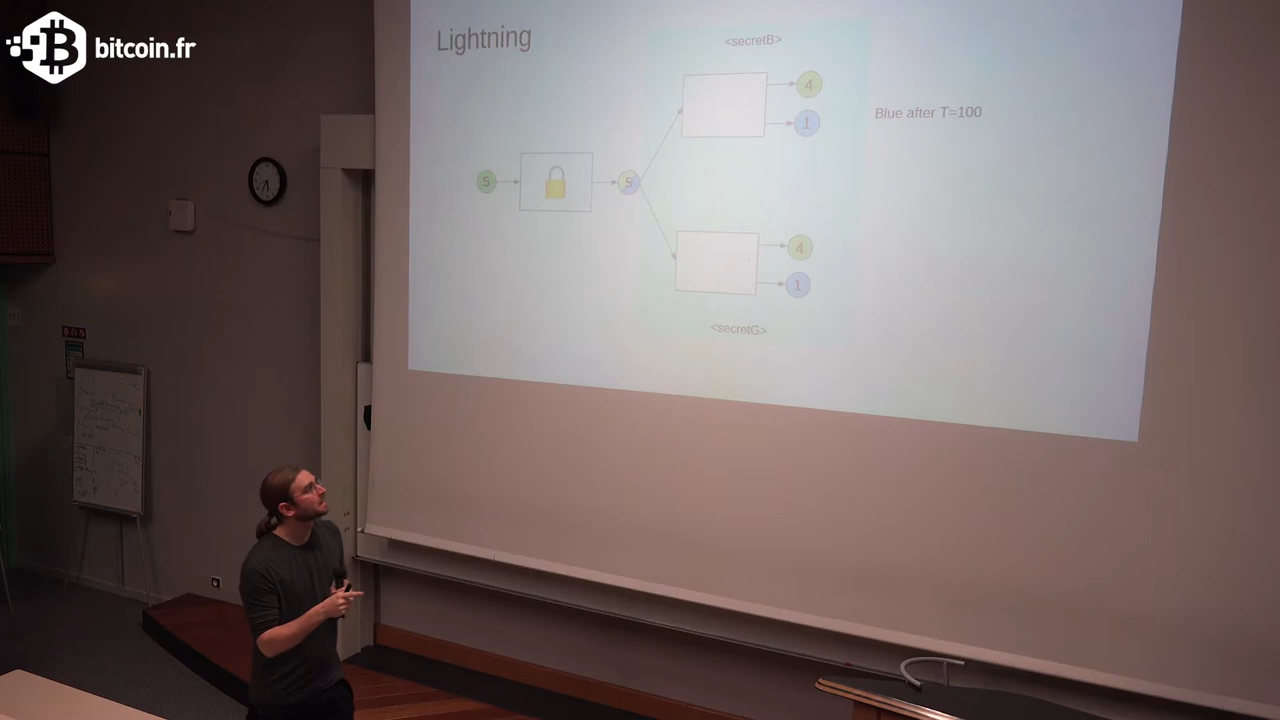 bitcoin.fr
Lightning
<secretB>
4
Blue after T=100
1
5
5
4
1
<secretG>